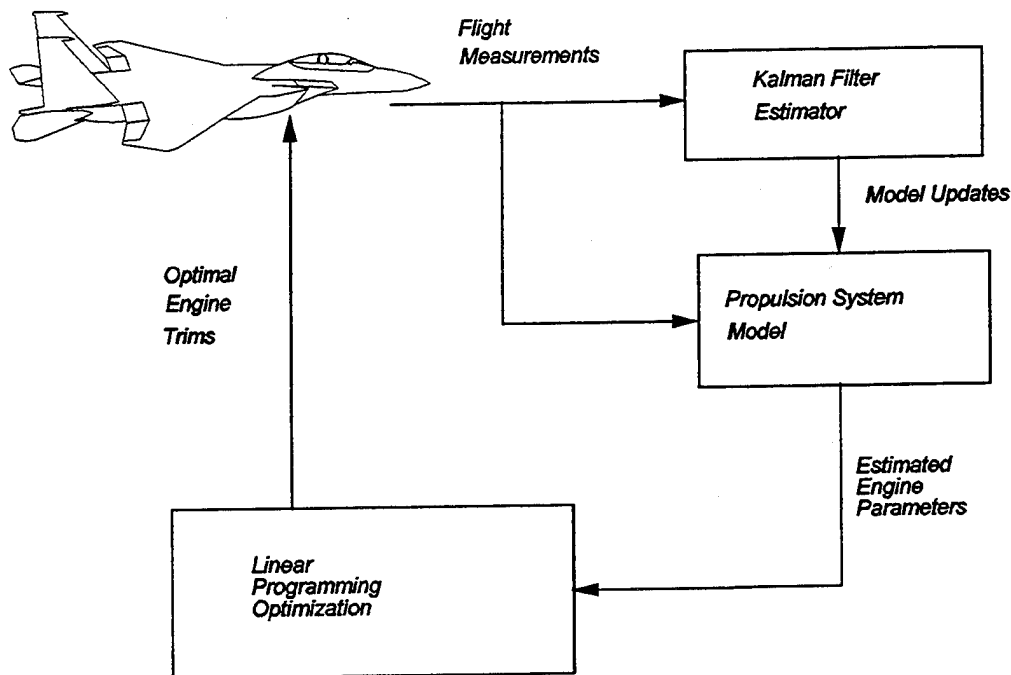 Flight
Measurements
Kalman Filter
Estimator
Model Updates
Optimal
Engine
Trims
Propulsion System
Model
Estimated
Engine
Parameters
Linear
Programming
Optimization